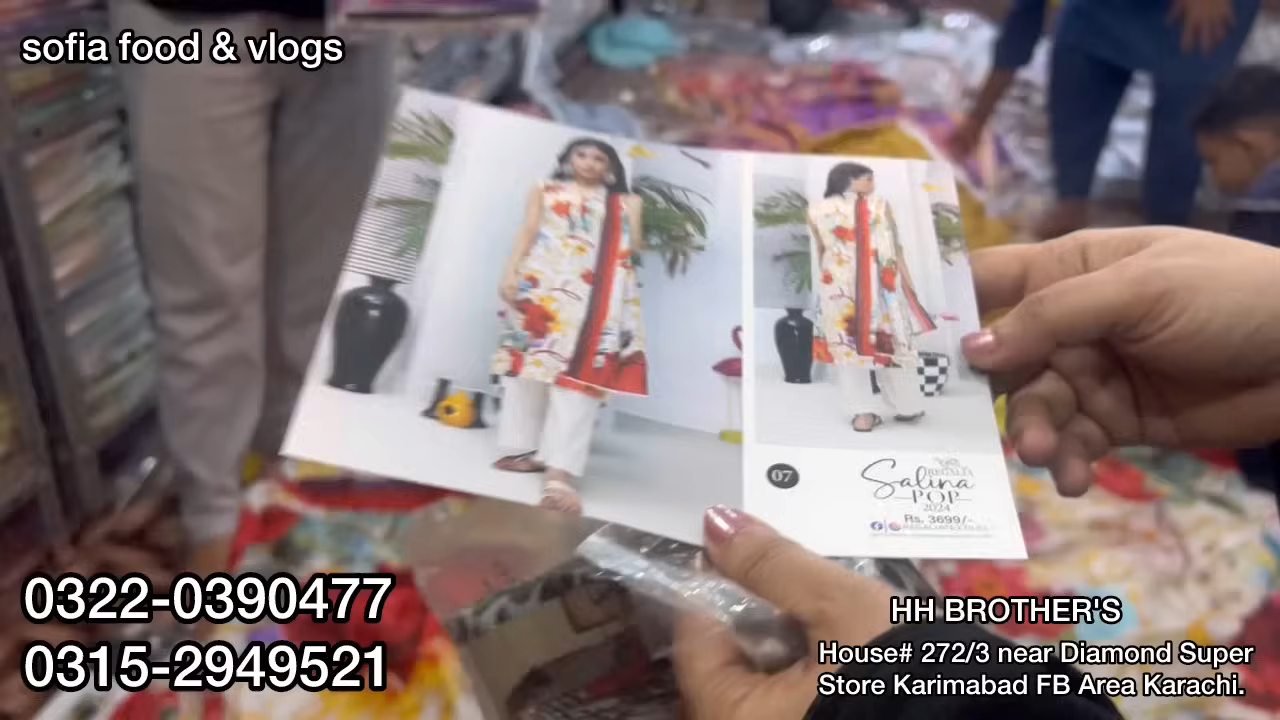 sofia food & vlogs
07
REGALIA
Salina
POP
2024
Rs. 3699/-
0322-0390477
0315-2949521
HH BROTHER'S
House# 272/3 near Diamond Super
Store Karimabad FB Area Karachi.